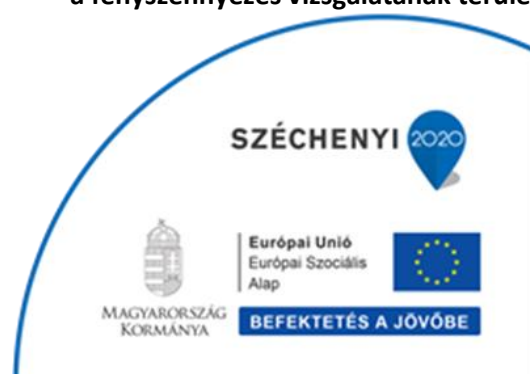 a fényszennyezés vizsgálatának
SZÉCHENYI 2020
Európai Unió
Európai Szociális
Alap
MAGYARORSZÁG
KORMÁNYA
BEFEKTETÉS A JÖVŐBE